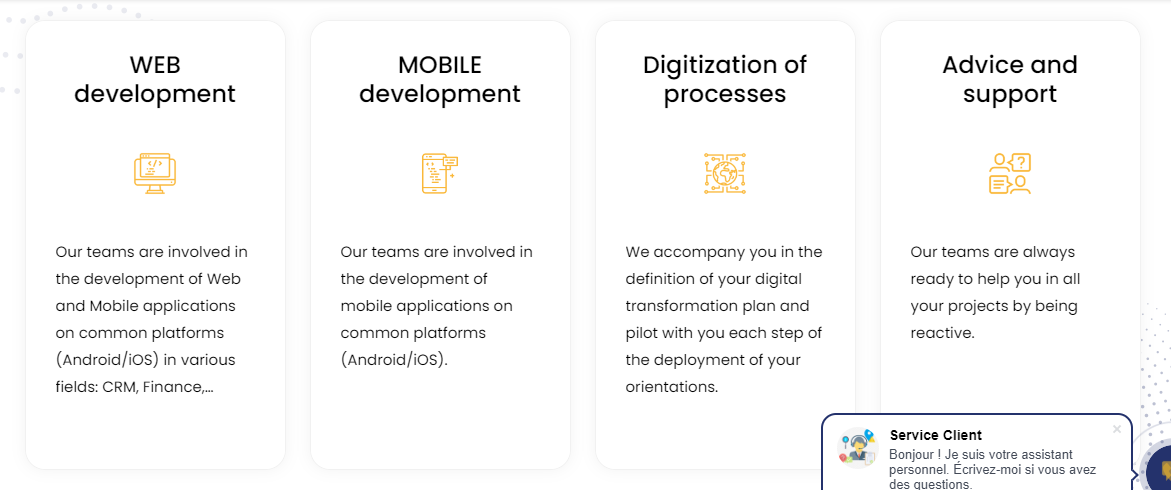 WEB
development
Our teams are involved in
the development of Web
and Mobile applications
on common platforms
(Android/iOS) in various
fields: CRM, Finance,...
MOBILE
development
Our teams are involved in
the development of
mobile applications on
common platforms
(Android/iOS).
Digitization of
processes
We accompany you in the
definition of your digital
transformation plan and
pilot with you each step of
the deployment of your
orientations.
Advice and
support
Our teams are always
ready to help you in all
your projects by being
reactive.
Service Client
Bonjour ! Je suis votre assistant
personnel. Écrivez-moi si vous avez
des questions.